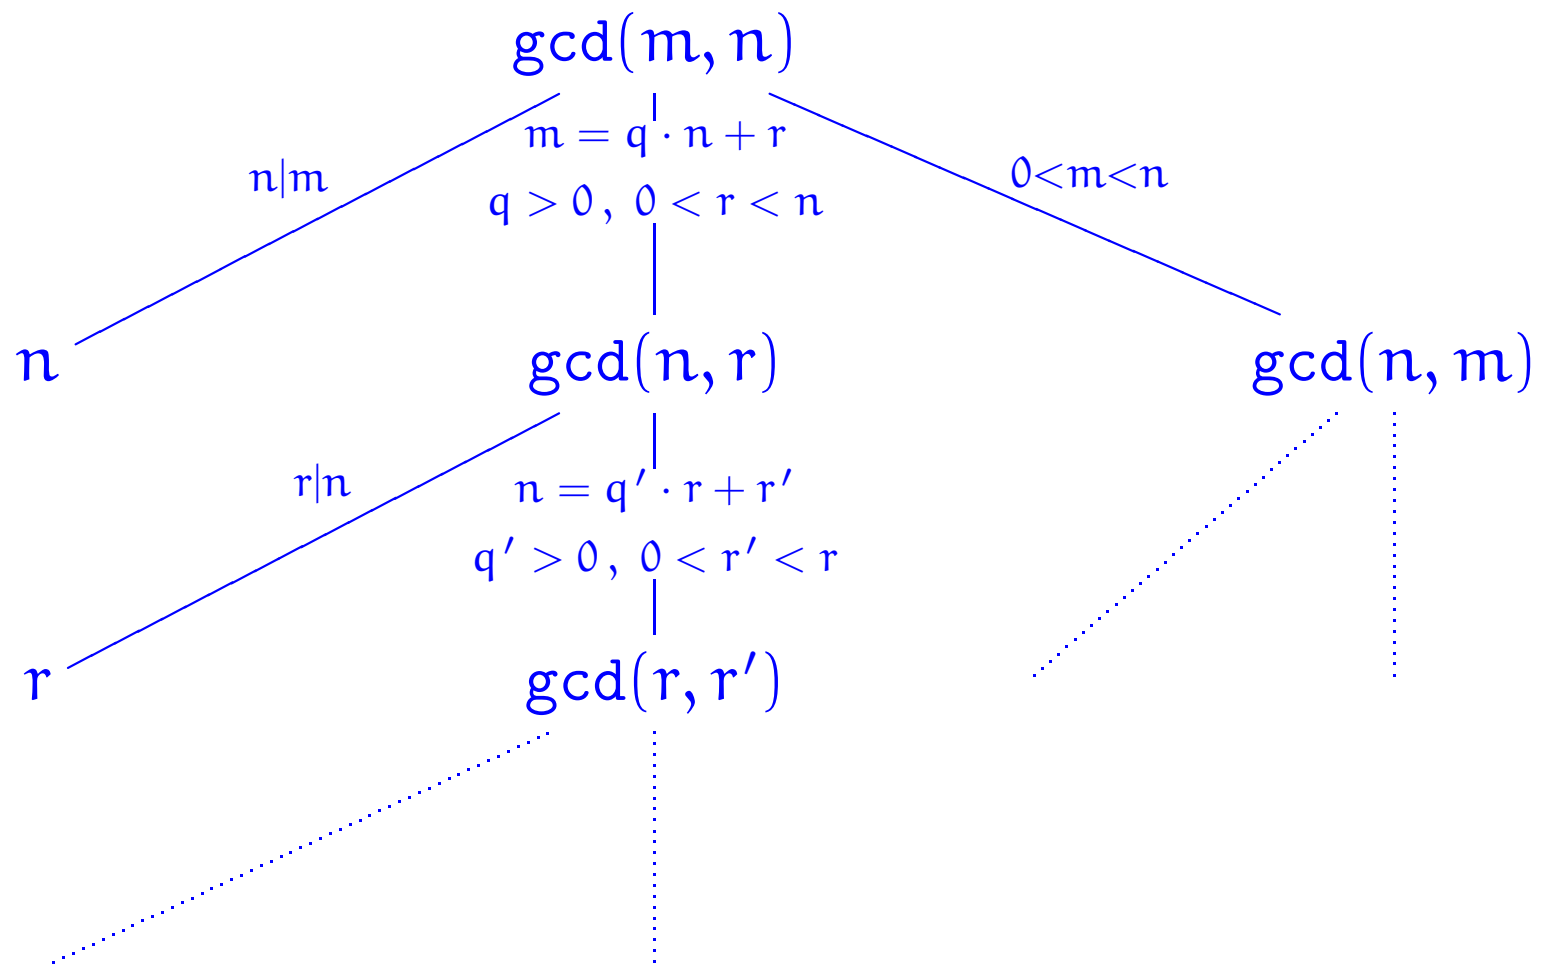 gcd(m, n)
m = q · n + r
n|m
0<m<n
q > 0 , 0 < r < n
n
gcd(n, r)
gcd(n, m)
r|n
n = q′ · r + r′
q′ > 0 , 0 < r′ < r
r
gcd(r, r′)